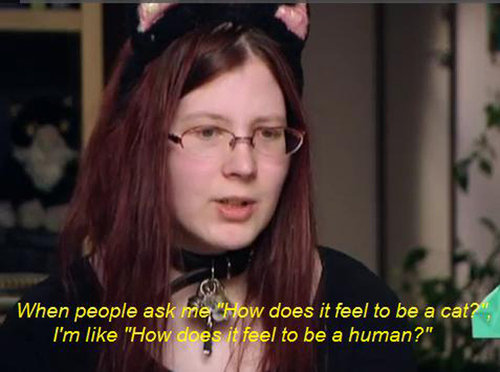 When people ask me "How does it feel to be a cat?",
I'm like "How does it feel to be a human?"